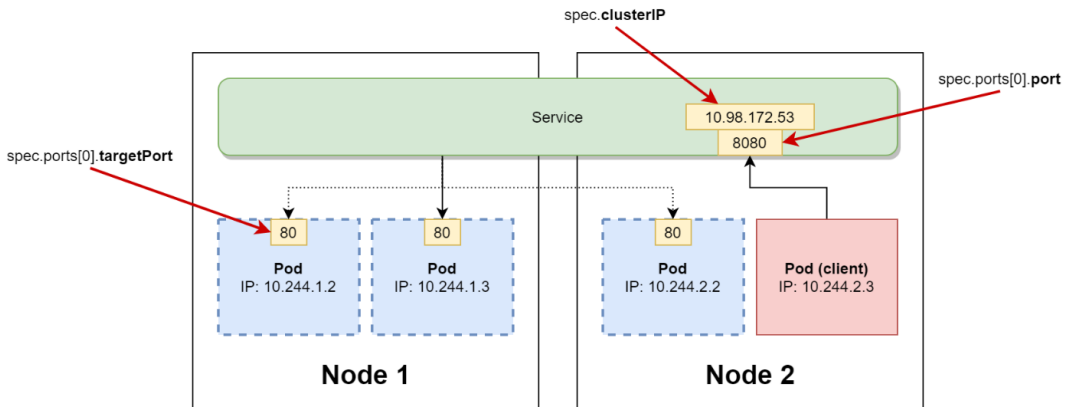 spec.clusterIP
spec.ports[0].port
10.98.172.53
Service
8080
spec.ports[0].targetPort
80
80
80
Pod
IP: 10.244.1.2
Pod
IP: 10.244.1.3
Pod
IP: 10.244.2.2
Pod (client)
IP: 10.244.2.3
Node 1
Node 2